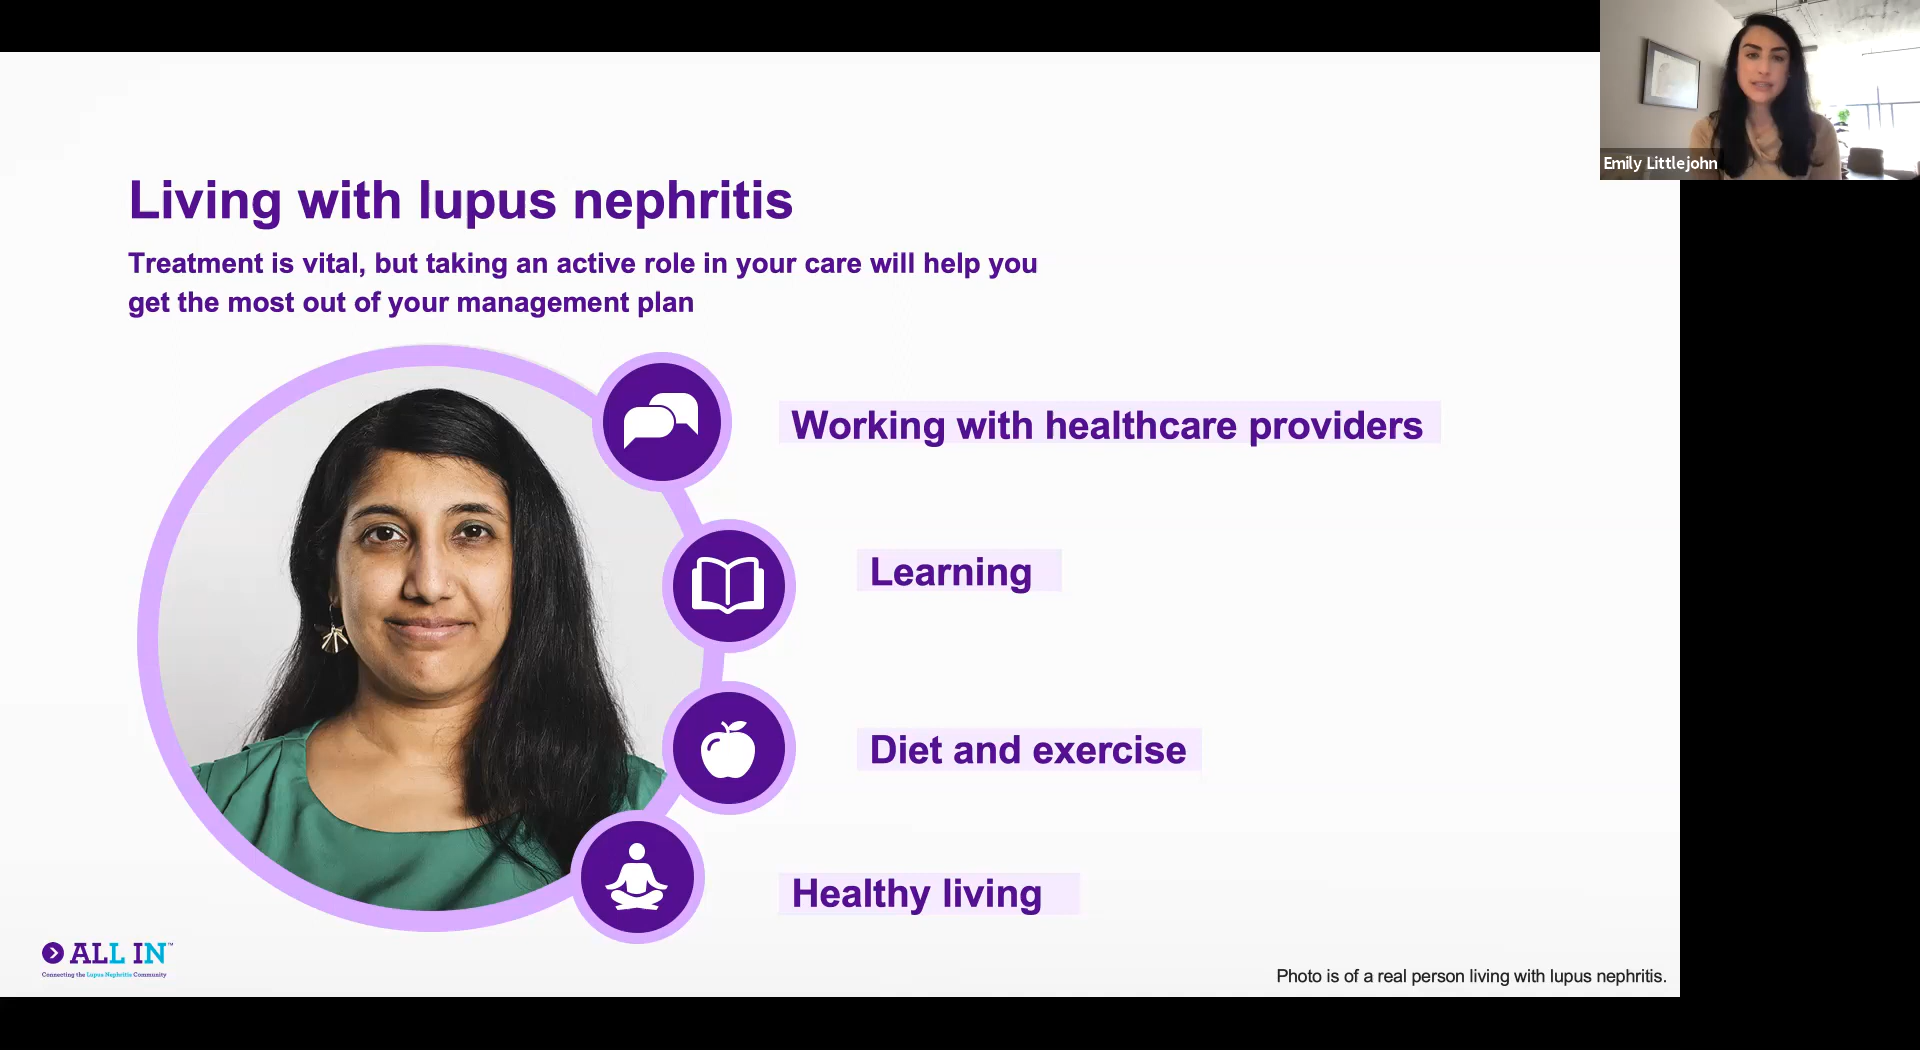 Emily Littlejohn
Living with lupus nephritis
Treatment is vital, but taking an active role in your care will help you
get the most out of your management plan
Working with healthcare providers
Learning
Diet and exercise
Healthy living
ALL IN™
Connecting the Lupus Nephritis Community
Photo is of a real person living with lupus nephritis.